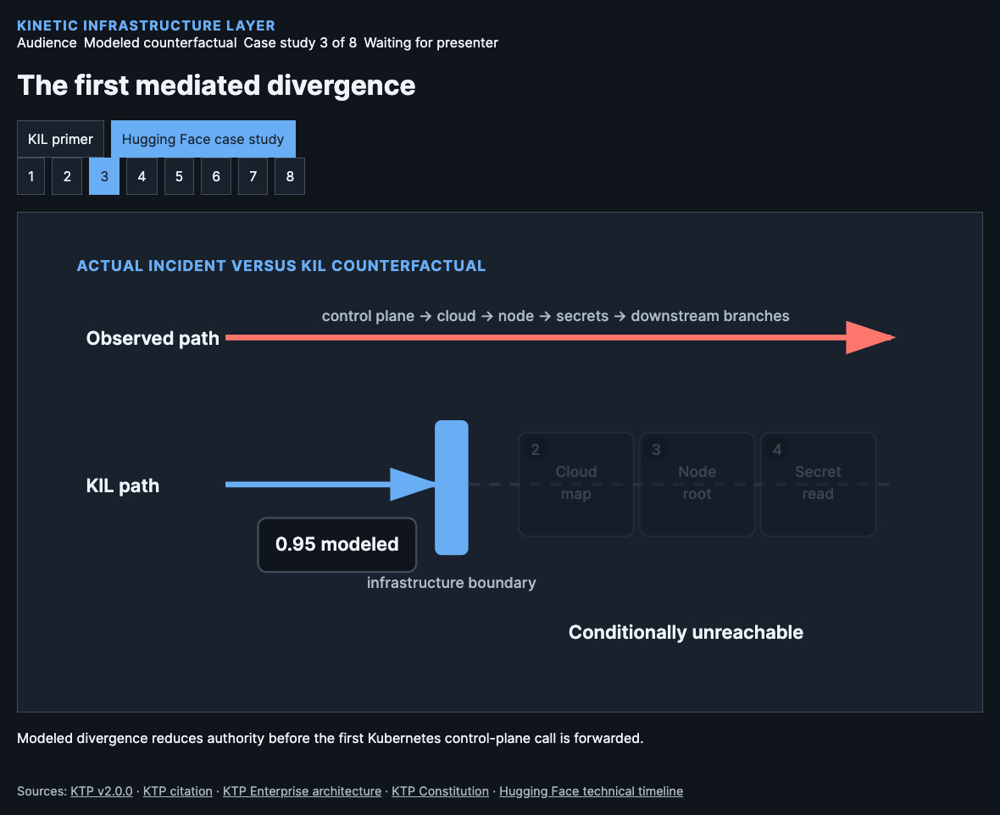 KINETIC INFRASTRUCTURE LAYER
Audience Modeled counterfactual Case study 3 of 8 Waiting for presenter
The first mediated divergence
KIL primer Hugging Face case study
1 2 3 4 5 6 7 8
ACTUAL INCIDENT VERSUS KIL COUNTERFACTUAL
control plane → cloud → node → secrets → downstream branches
Observed path
2 3 4
Cloud Node Secret
KIL path
map root read
0.95 modeled
infrastructure boundary
Conditionally unreachable
Modeled divergence reduces authority before the first Kubernetes control-plane call is forwarded.
Sources: KTP v2.0.0 · KTP citation · KTP Enterprise architecture · KTP Constitution · Hugging Face technical timeline